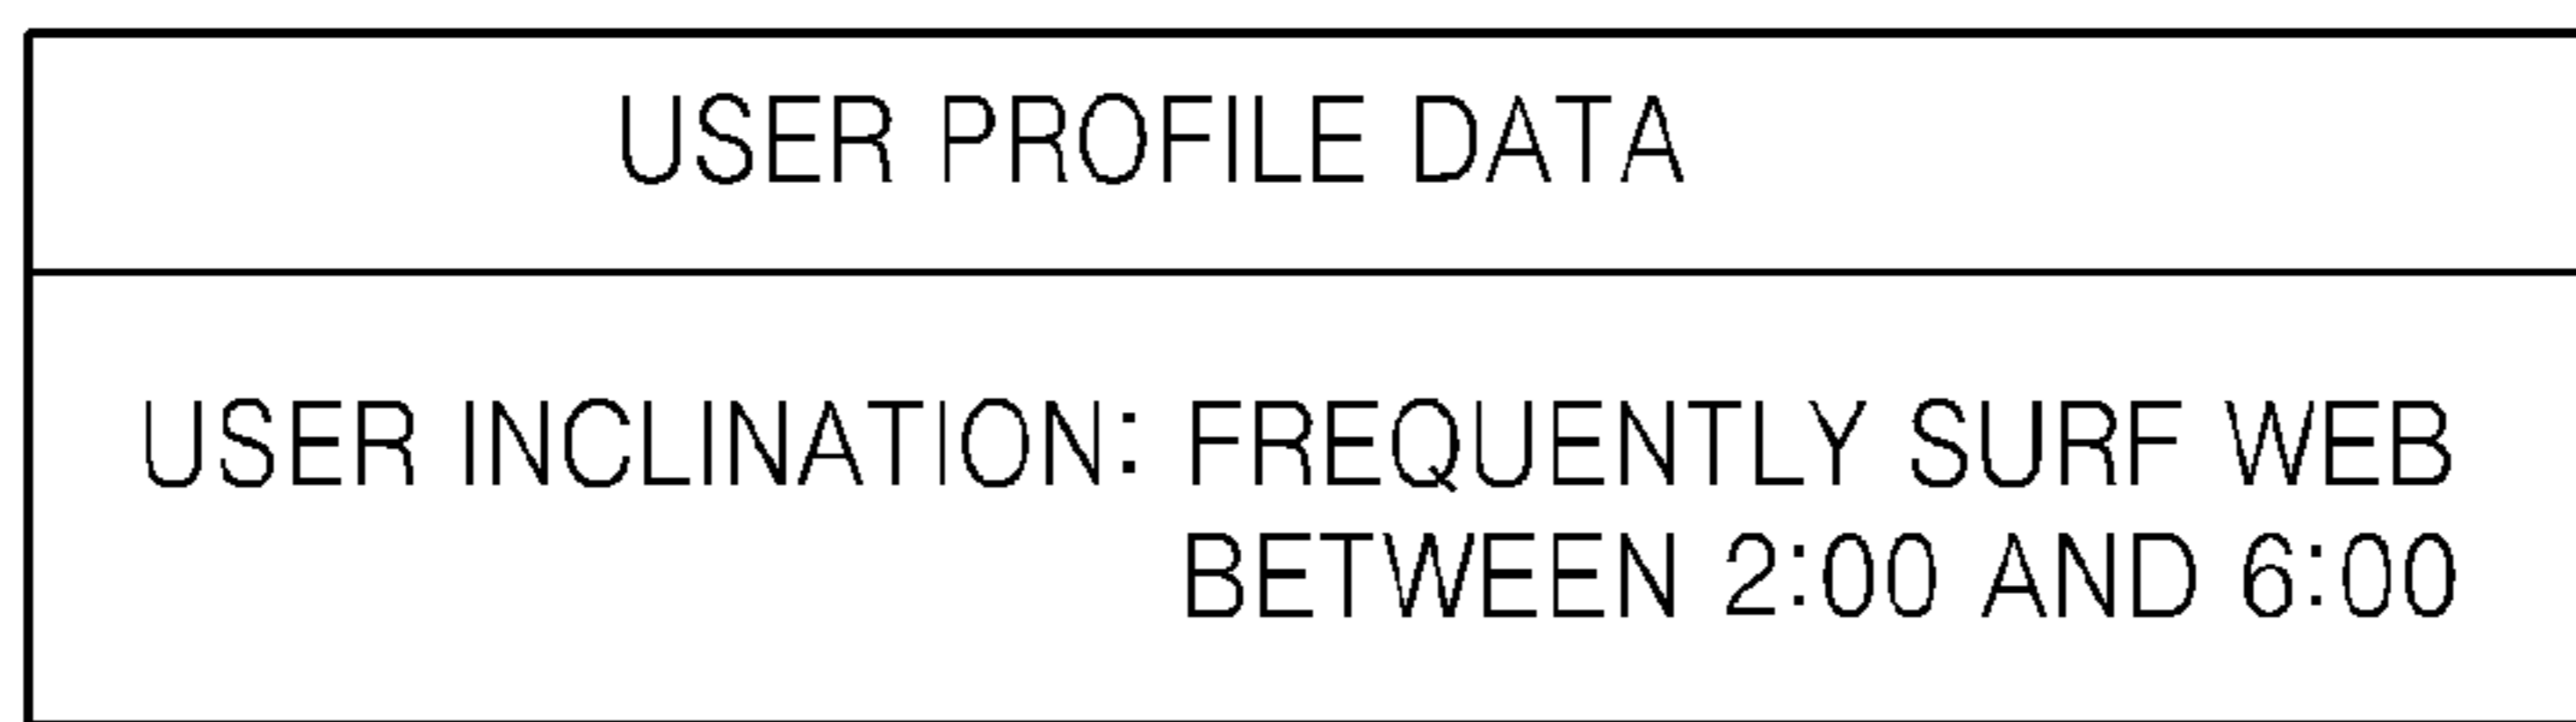 USER PROFILE DATA
USER INCLINATION: FREQUENTLY SURF WEB
BETWEEN 2:00 AND 6:00